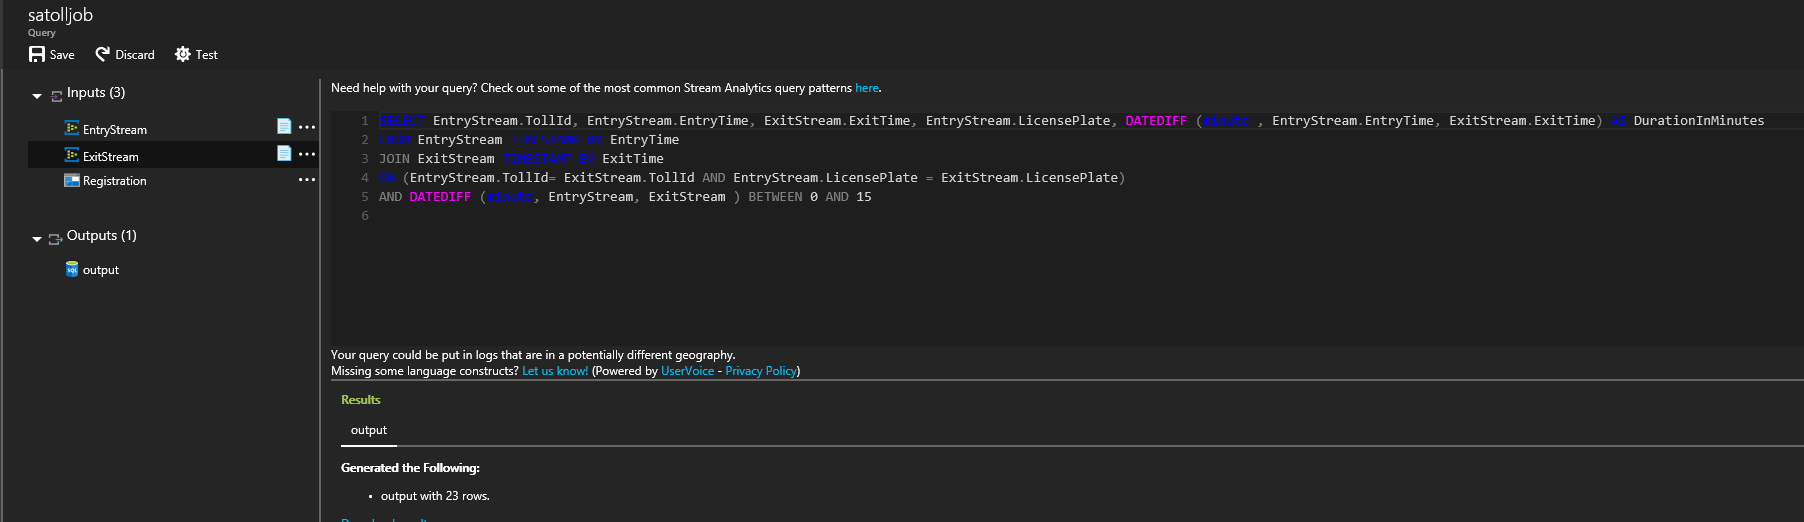 satolljob
Query
Save Discard Test
Inputs (3)
EntryStream
ExitStream
Registration
Outputs (1)
output
Need help with your query? Check out some of the most common Stream Analytics query patterns here.
1 SELECT EntryStream.TollId, EntryStream.EntryTime, ExitStream.ExitTime, EntryStream.LicensePlate, DATEDIFF (minute , EntryStream.EntryTime, ExitStream.ExitTime) AS DurationInMinutes
2 FROM EntryStream TIMESTAMP BY EntryTime
3 JOIN ExitStream TIMESTAMP BY ExitTime
4 ON (EntryStream.TollId= ExitStream.TollId AND EntryStream.LicensePlate = ExitStream.LicensePlate)
5 AND DATEDIFF (minute, EntryStream, ExitStream ) BETWEEN 0 AND 15
6
Your query could be put in logs that are in a potentially different geography.
Missing some language constructs? Let us know! (Powered by UserVoice - Privacy Policy)
Results
output
Generated the Following:
• output with 23 rows.